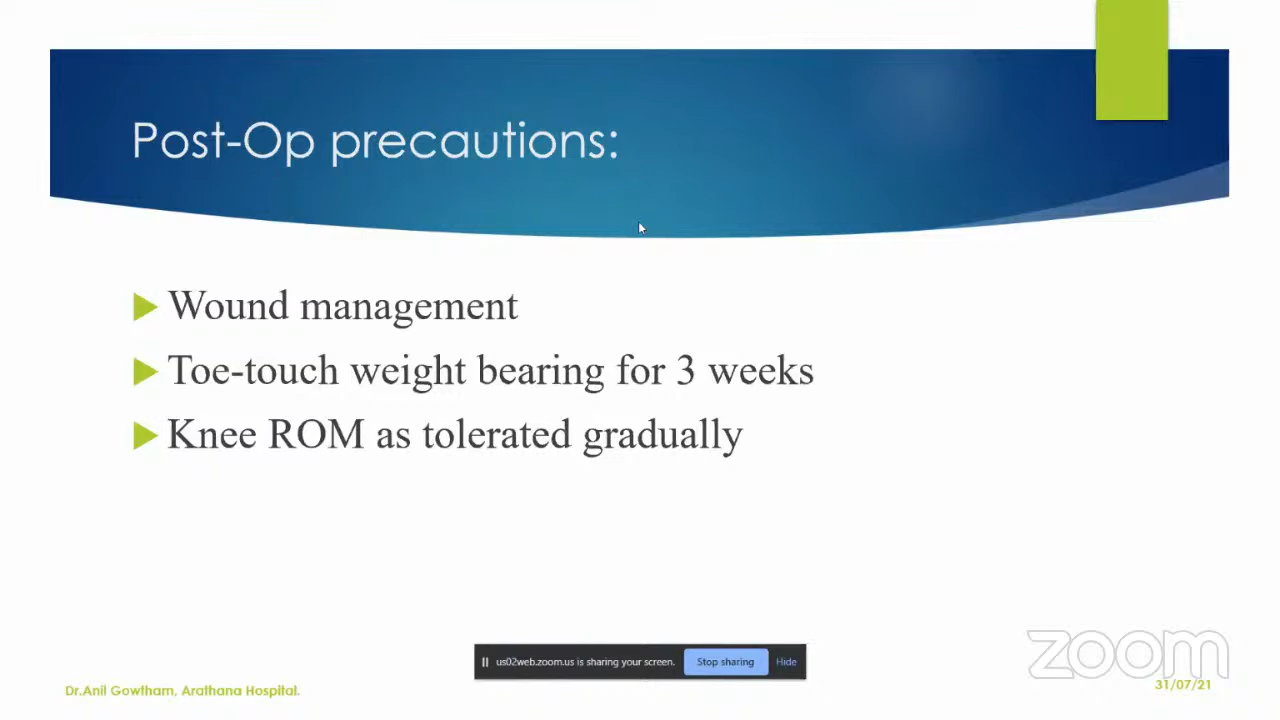 Post-Op precautions:
Wound management
Toe-touch weight bearing for 3 weeks
Knee ROM as tolerated gradually
us02web.zoom.us is sharing your screen. Stop sharing Hide
zoom
Dr.Anil Gowtham, Arathana Hospital. 31/07/21